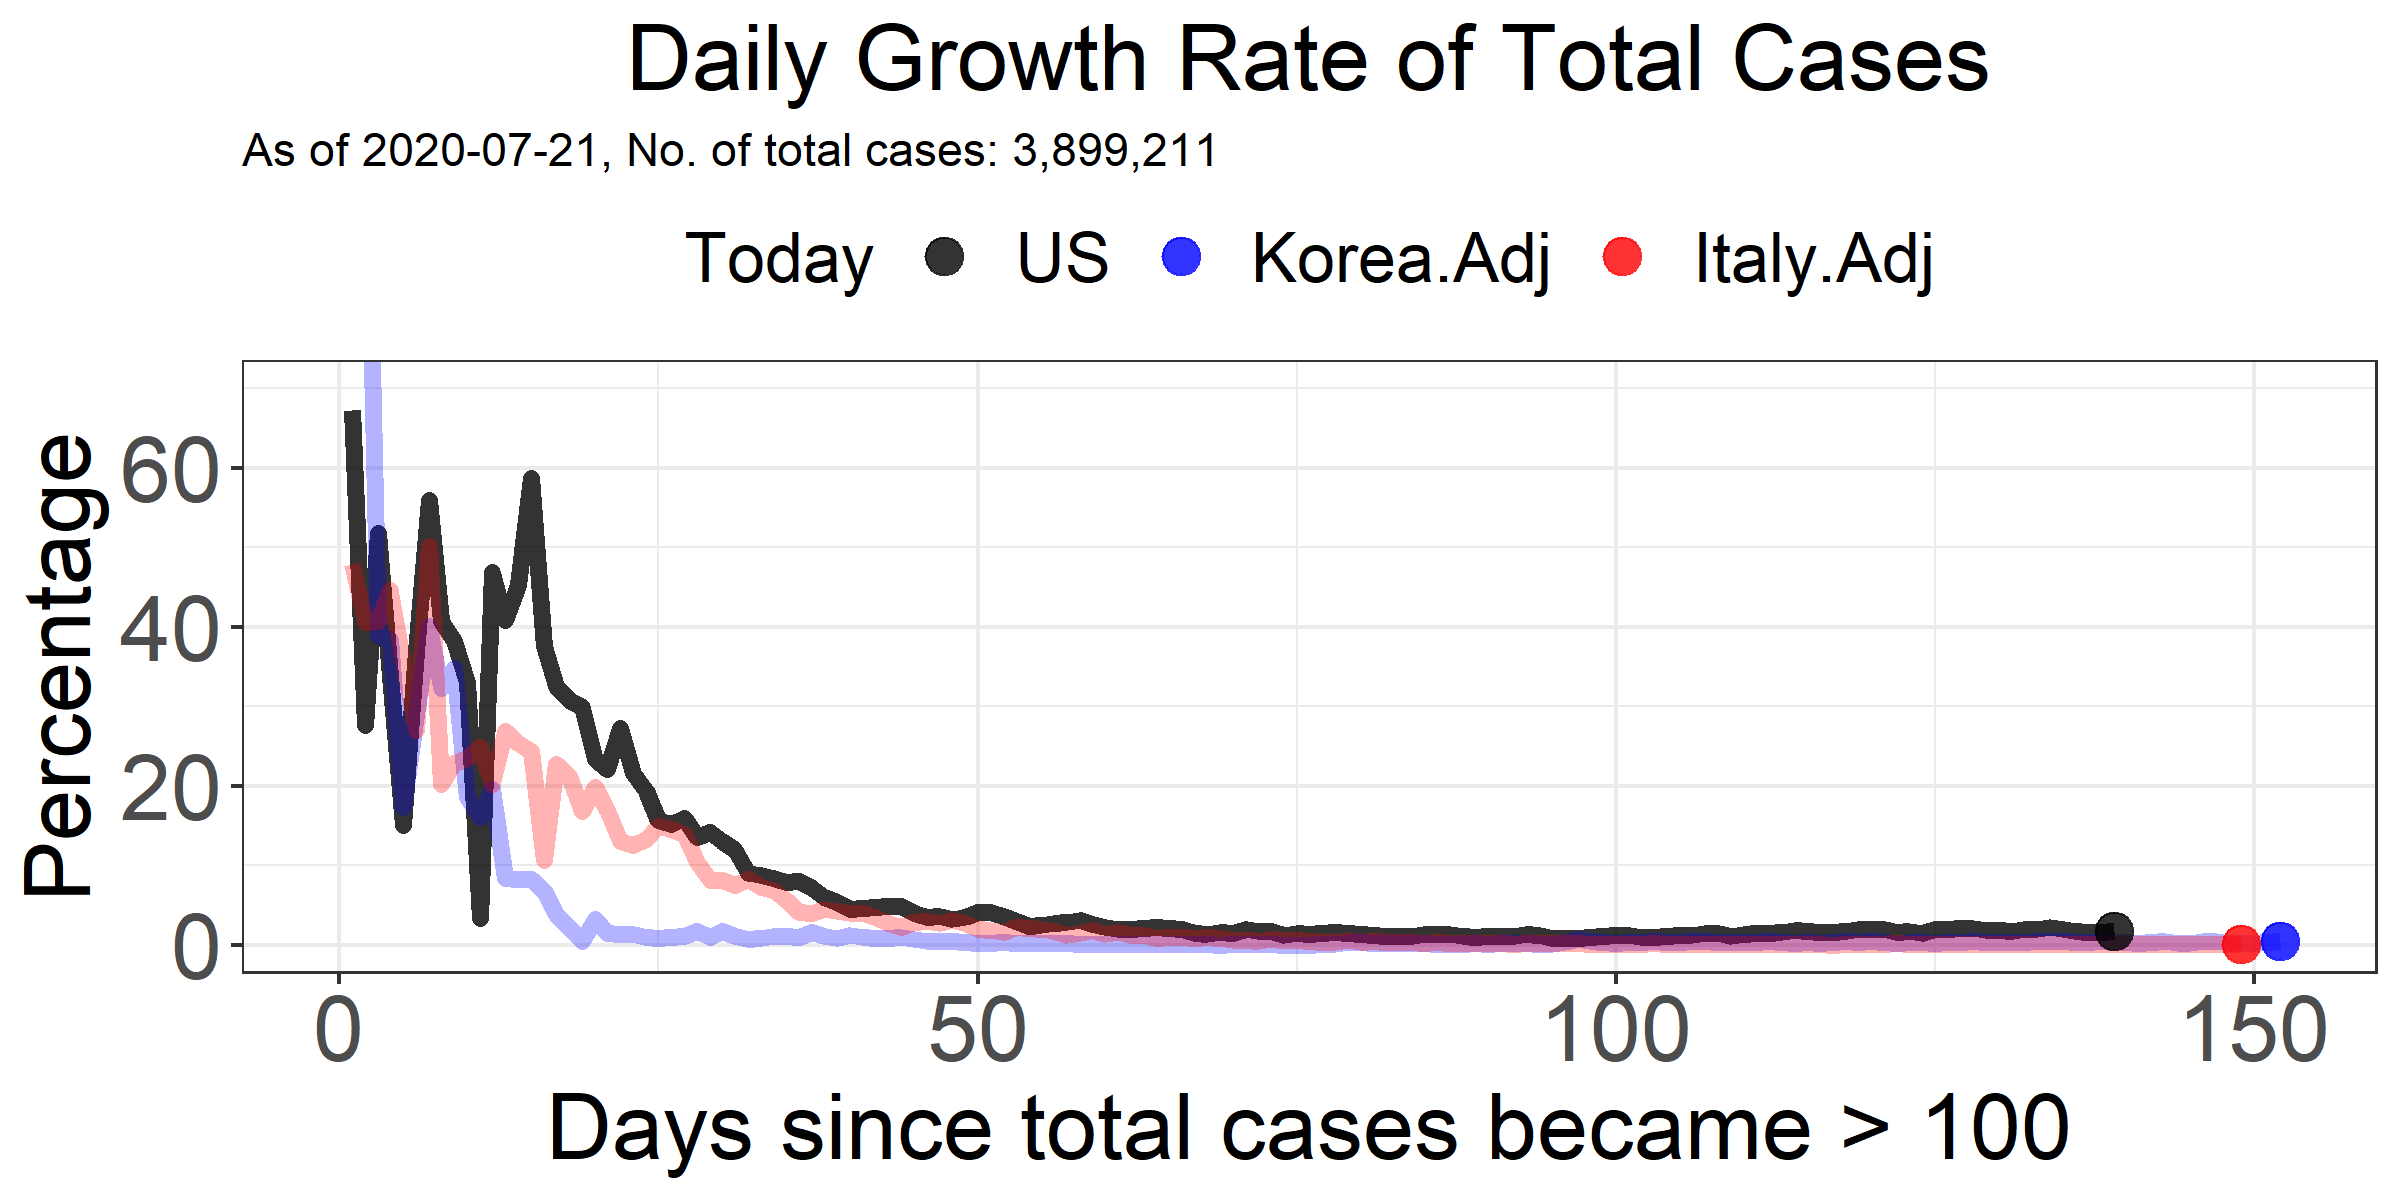 Daily Growth Rate of Total Cases
As of 2020-07-21, No. of total cases: 3,899,211
Today US Korea.Adj Italy.Adj
Percentage
60
40
20
0
0 50 100 150
Days since total cases became > 100